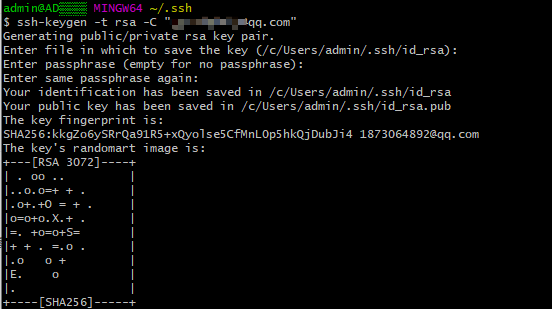 admin@AD MINGW64 ~/.ssh
$ ssh-keygen -t rsa -C "qq.com"
Generating public/private rsa key pair.
Enter file in which to save the key (/c/Users/admin/.ssh/id_rsa):
Enter passphrase (empty for no passphrase):
Enter same passphrase again:
Your identification has been saved in /c/Users/admin/.ssh/id_rsa
Your public key has been saved in /c/Users/admin/.ssh/id_rsa.pub
The key fingerprint is:
SHA256:kkgZo6ySRrQa91R5+xQyolse5CfMnLOp5hkQjDubJi4 1873064892@qq.com
The key's randomart image is:
+---[RSA 3072]----+
| . oo ..         |
|..o.o=+ + .      |
|.o+.+O = + .     |
|o=o+o.X.+ .      |
|=. +o=o+S=       |
|+ + . =.o .      |
|.o   o +         |
|E.    o          |
|.                |
+----[SHA256]-----+